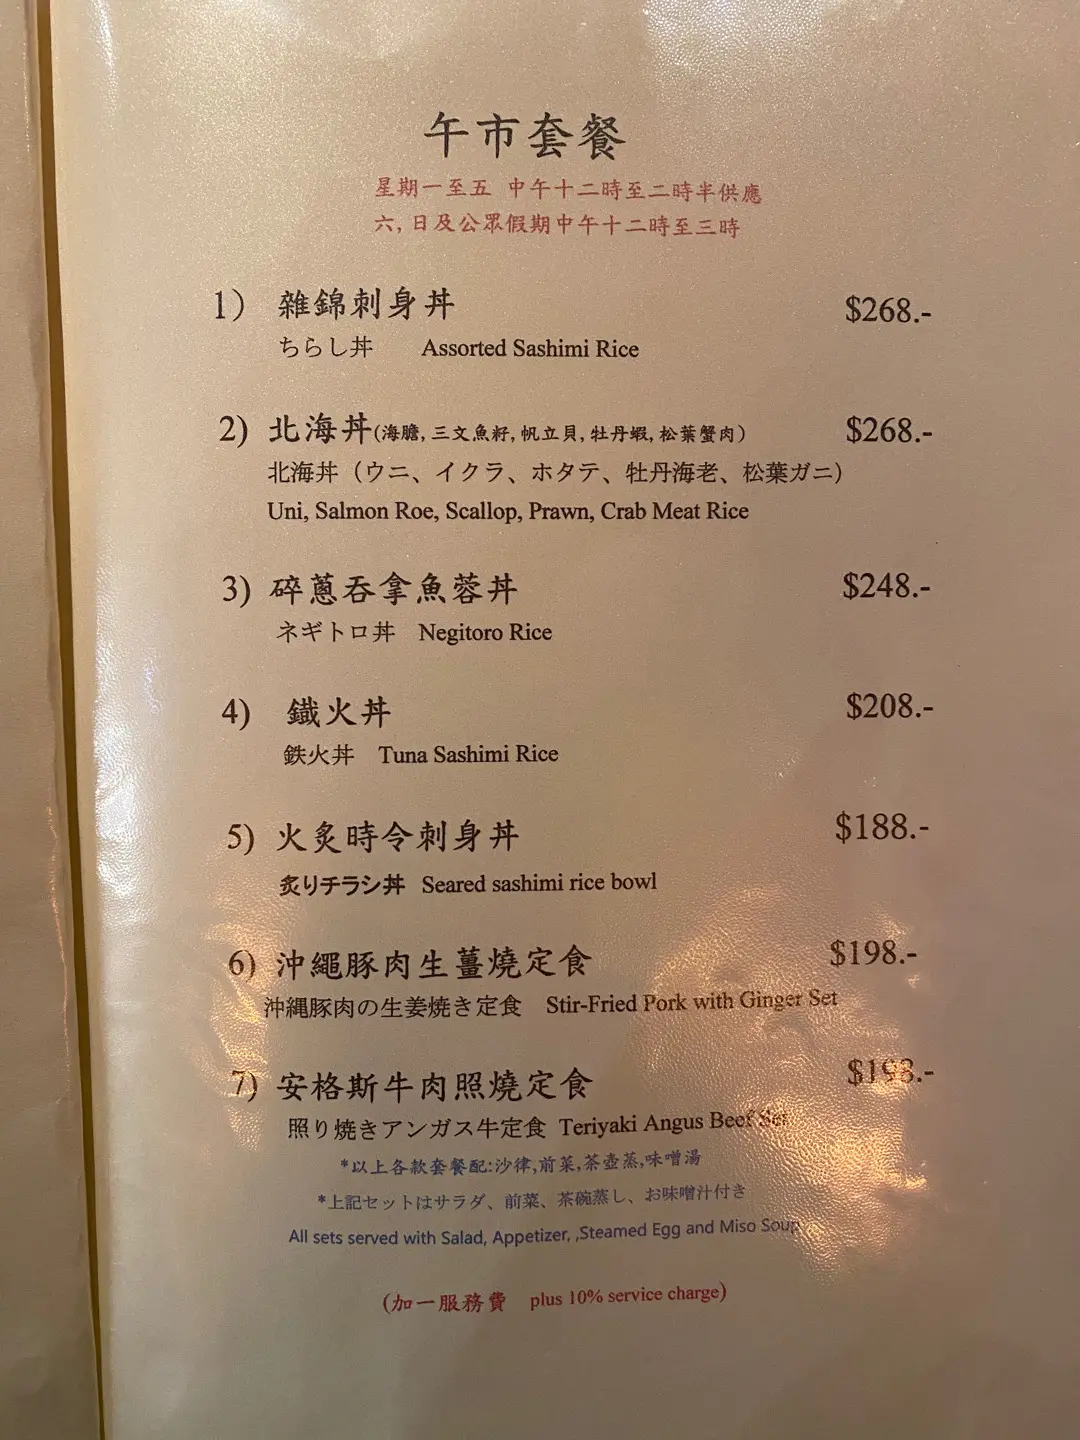 午市套餐
星期一至五 中午十二時至二時半供應
六,日及公眾假期中午十二時至三時
1) 雜錦刺身丼 $268.-
ちらし丼 Assorted Sashimi Rice
2) 北海丼(海膽,三文魚籽,帆立貝,牡丹蝦,松葉蟹肉) $268.-
北海丼（ウニ、イクラ、ホタテ、牡丹海老、松葉ガニ）
Uni, Salmon Roe, Scallop, Prawn, Crab Meat Rice
3) 碎蔥吞拿魚蓉丼 $248.-
ネギトロ丼 Negitoro Rice
4) 鐵火丼 $208.-
鉄火丼 Tuna Sashimi Rice
5) 火炙時令刺身丼 $188.-
炙りチラシ丼 Seared sashimi rice bowl
6) 沖繩豚肉生薑燒定食 $198.-
沖縄豚肉の生姜焼き定食 Stir-Fried Pork with Ginger Set
7) 安格斯牛肉照燒定食 $198.-
照り焼きアンガス牛定食 Teriyaki Angus Beef Set
*以上各款套餐配:沙律,前菜,茶壺蒸,味噌湯
*上記セットはサラダ、前菜、茶碗蒸し、お味噌汁付き
All sets served with Salad, Appetizer, ,Steamed Egg and Miso Soup
(加一服務費 plus 10% service charge)